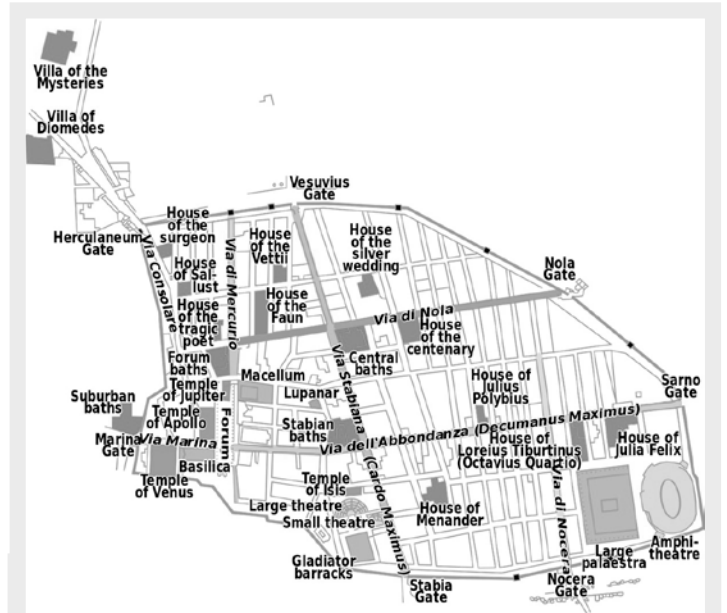 Villa of the
Mysteries
Villa of
Diomedes
Vesuvius
Gate
Herculaneum
Gate
House
of the
surgeon
Via Consolare
Via di Mercurio
House
of the
Vettii
House
of the
silver
wedding
Nola
Gate
House
of Sal-
lust
House
of the
Faun
House
of the
tragic
poet
Via di Nola
House
of the
centenary
Forum
baths
Central
baths
Via Stabiana (Cardo Maximus)
Macellum
Temple
of Jupiter
Lupanar
House of
Julius
Polybius
Sarno
Gate
Suburban
baths
Temple
of Apollo
Forum
Stabian
baths
Via dell'Abbondanza (Decumanus Maximus)
Marina
Gate
Via Marina
Basilica
Temple
of Venus
House of
Loreius Tiburtinus
(Octavius Quartio)
House of
Julia Felix
Temple
of Isis
Large theatre
Small theatre
House of
Menander
Via di Nocera
Gladiator
barracks
Stabia
Gate
Nocera
Gate
Large
palaestra
Amphi-
theatre